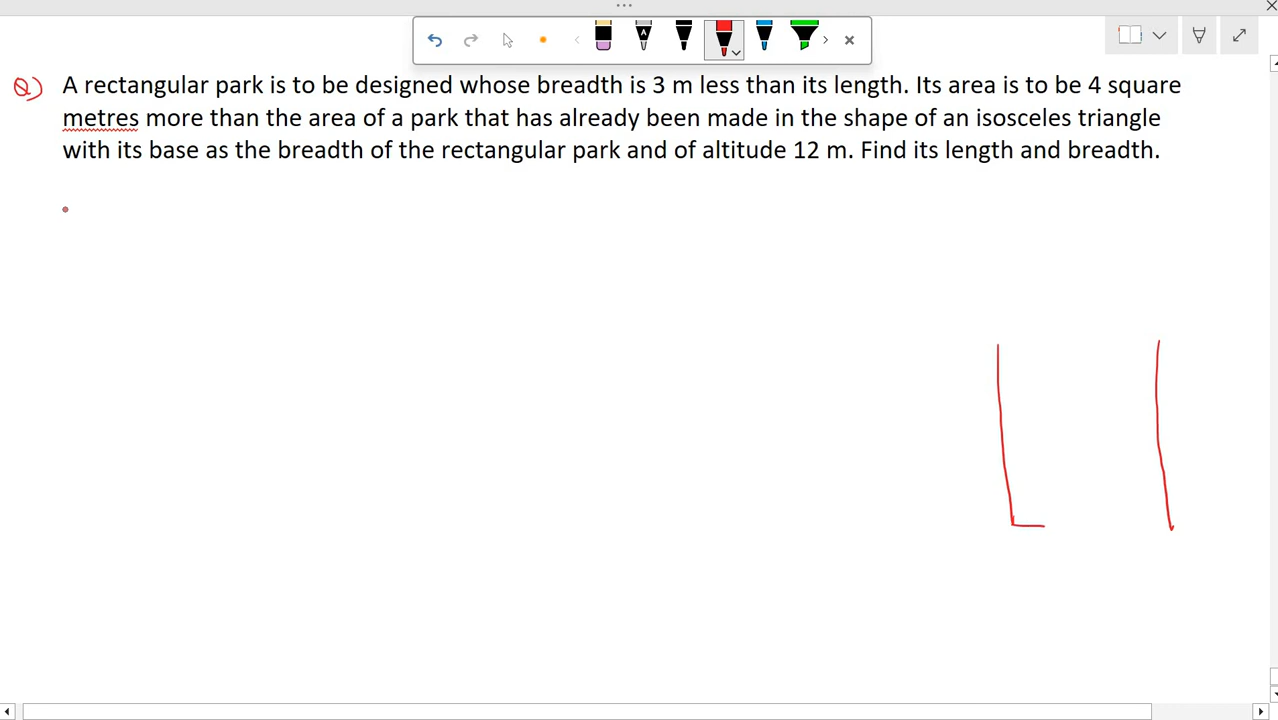 Q) A rectangular park is to be designed whose breadth is 3 m less than its length. Its area is to be 4 square
metres more than the area of a park that has already been made in the shape of an isosceles triangle
with its base as the breadth of the rectangular park and of altitude 12 m. Find its length and breadth.